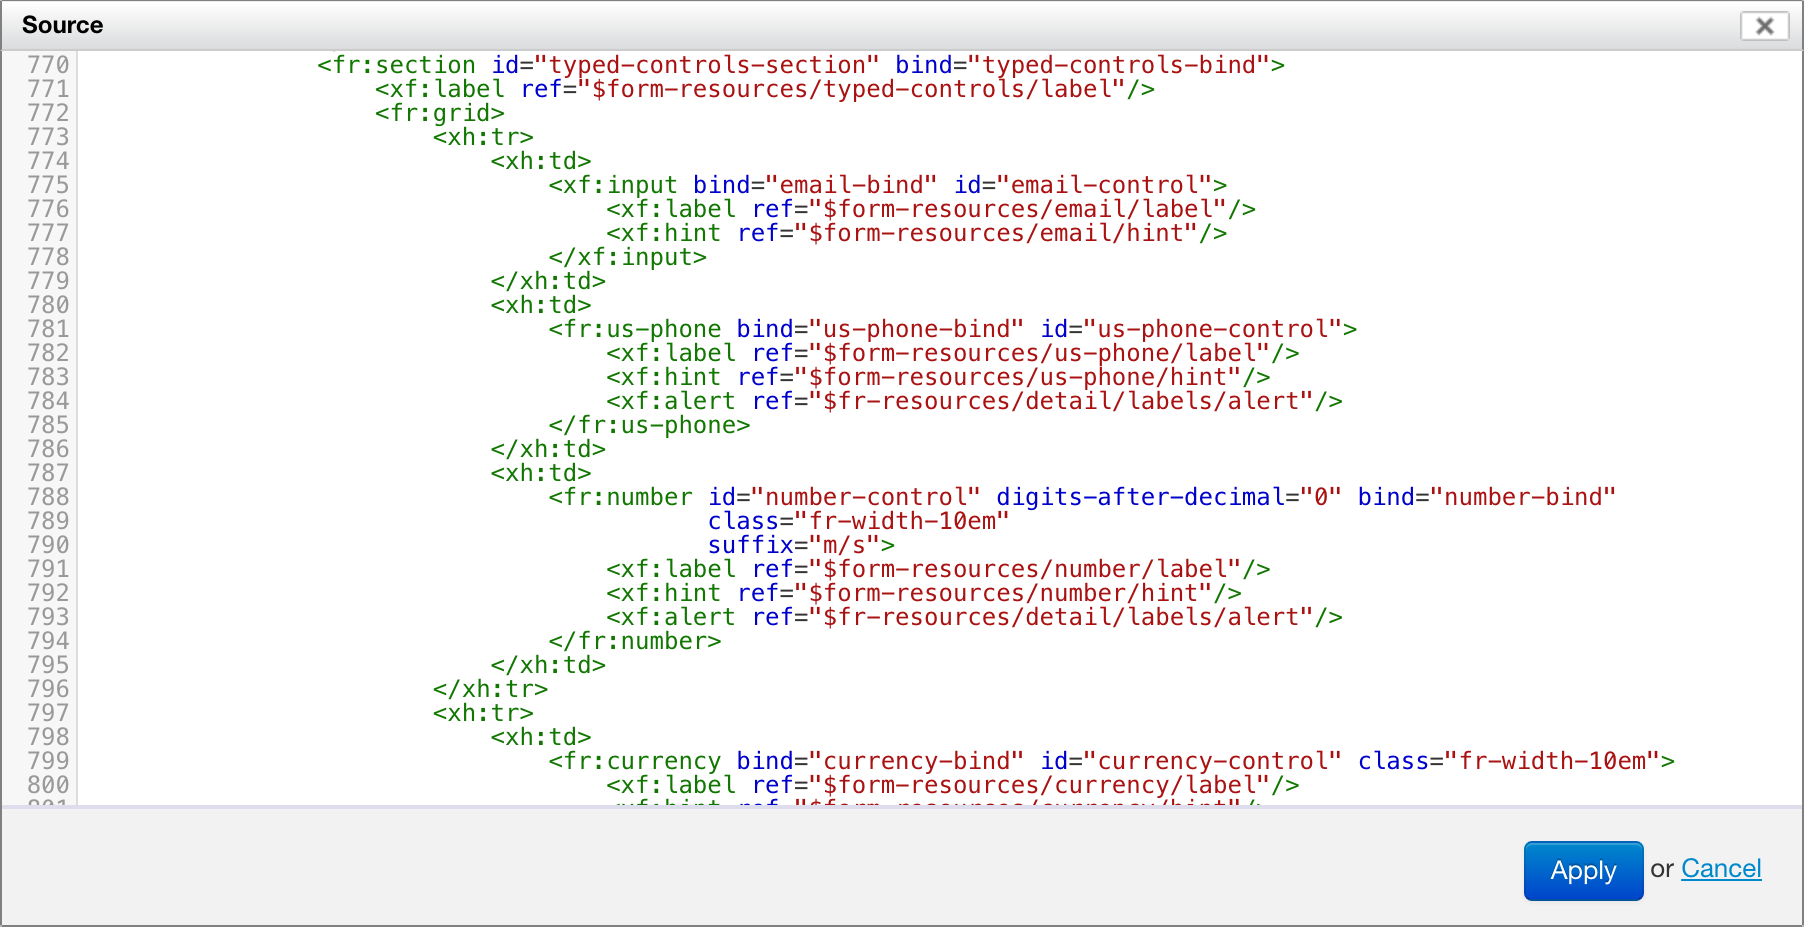 Source
770 <fr:section id="typed-controls-section" bind="typed-controls-bind">
771 <xf:label ref="$form-resources/typed-controls/label"/>
772 <fr:grid>
773 <xh:tr>
774 <xh:td>
775 <xf:input bind="email-bind" id="email-control">
776 <xf:label ref="$form-resources/email/label"/>
777 <xf:hint ref="$form-resources/email/hint"/>
778 </xf:input>
779 </xh:td>
780 <xh:td>
781 <fr:us-phone bind="us-phone-bind" id="us-phone-control">
782 <xf:label ref="$form-resources/us-phone/label"/>
783 <xf:hint ref="$form-resources/us-phone/hint"/>
784 <xf:alert ref="$fr-resources/detail/labels/alert"/>
785 </fr:us-phone>
786 </xh:td>
787 <xh:td>
788 <fr:number id="number-control" digits-after-decimal="0" bind="number-bind"
789 class="fr-width-10em"
790 suffix="m/s">
791 <xf:label ref="$form-resources/number/label"/>
792 <xf:hint ref="$form-resources/number/hint"/>
793 <xf:alert ref="$fr-resources/detail/labels/alert"/>
794 </fr:number>
795 </xh:td>
796 </xh:tr>
797 <xh:tr>
798 <xh:td>
799 <fr:currency bind="currency-bind" id="currency-control" class="fr-width-10em">
800 <xf:label ref="$form-resources/currency/label"/>
801 <xf:hint ref="$form-resources/currency/hint"/>
Apply or Cancel